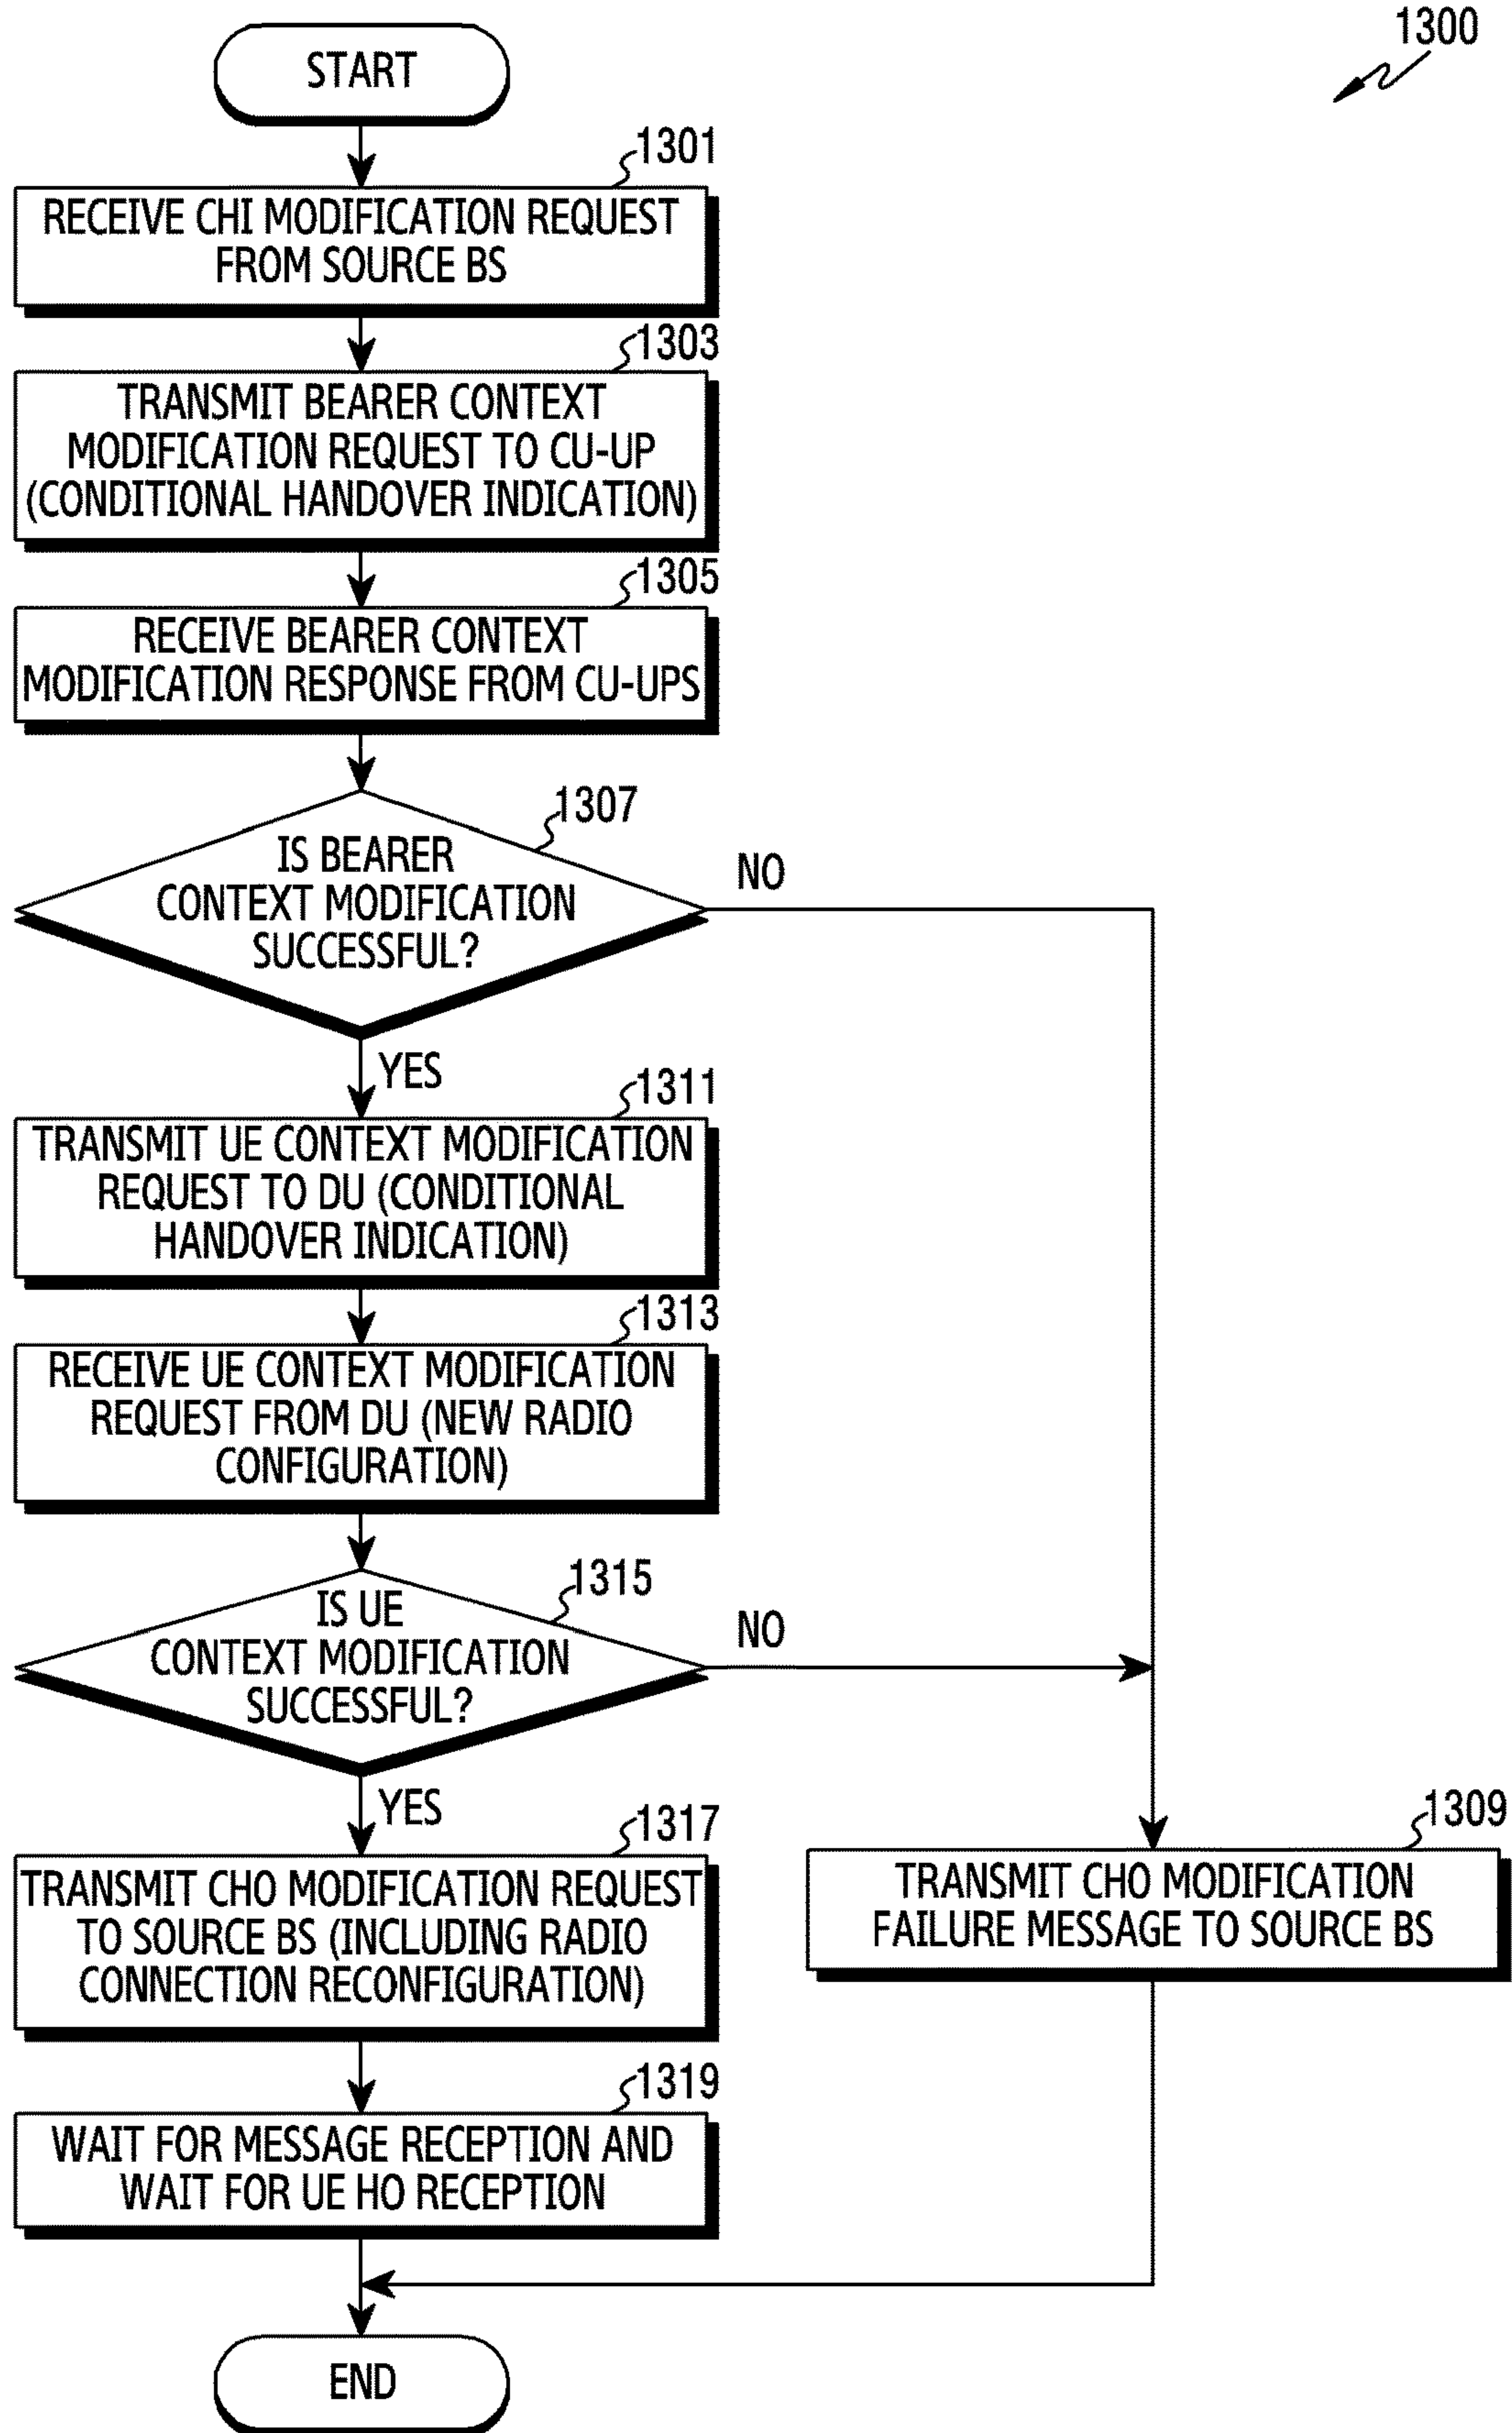 1300
START
1301
RECEIVE CHI MODIFICATION REQUEST
FROM SOURCE BS
1303
TRANSMIT BEARER CONTEXT
MODIFICATION REQUEST TO CU-UP
(CONDITIONAL HANDOVER INDICATION)
1305
RECEIVE BEARER CONTEXT
MODIFICATION RESPONSE FROM CU-UPS
1307
IS BEARER
CONTEXT MODIFICATION
SUCCESSFUL?
NO
YES
1311
TRANSMIT UE CONTEXT MODIFICATION
REQUEST TO DU (CONDITIONAL
HANDOVER INDICATION)
1313
RECEIVE UE CONTEXT MODIFICATION
REQUEST FROM DU (NEW RADIO
CONFIGURATION)
1315
IS UE
CONTEXT MODIFICATION
SUCCESSFUL?
NO
YES
1317
TRANSMIT CHO MODIFICATION REQUEST
TO SOURCE BS (INCLUDING RADIO
CONNECTION RECONFIGURATION)
1309
TRANSMIT CHO MODIFICATION
FAILURE MESSAGE TO SOURCE BS
1319
WAIT FOR MESSAGE RECEPTION AND
WAIT FOR UE HO RECEPTION
END